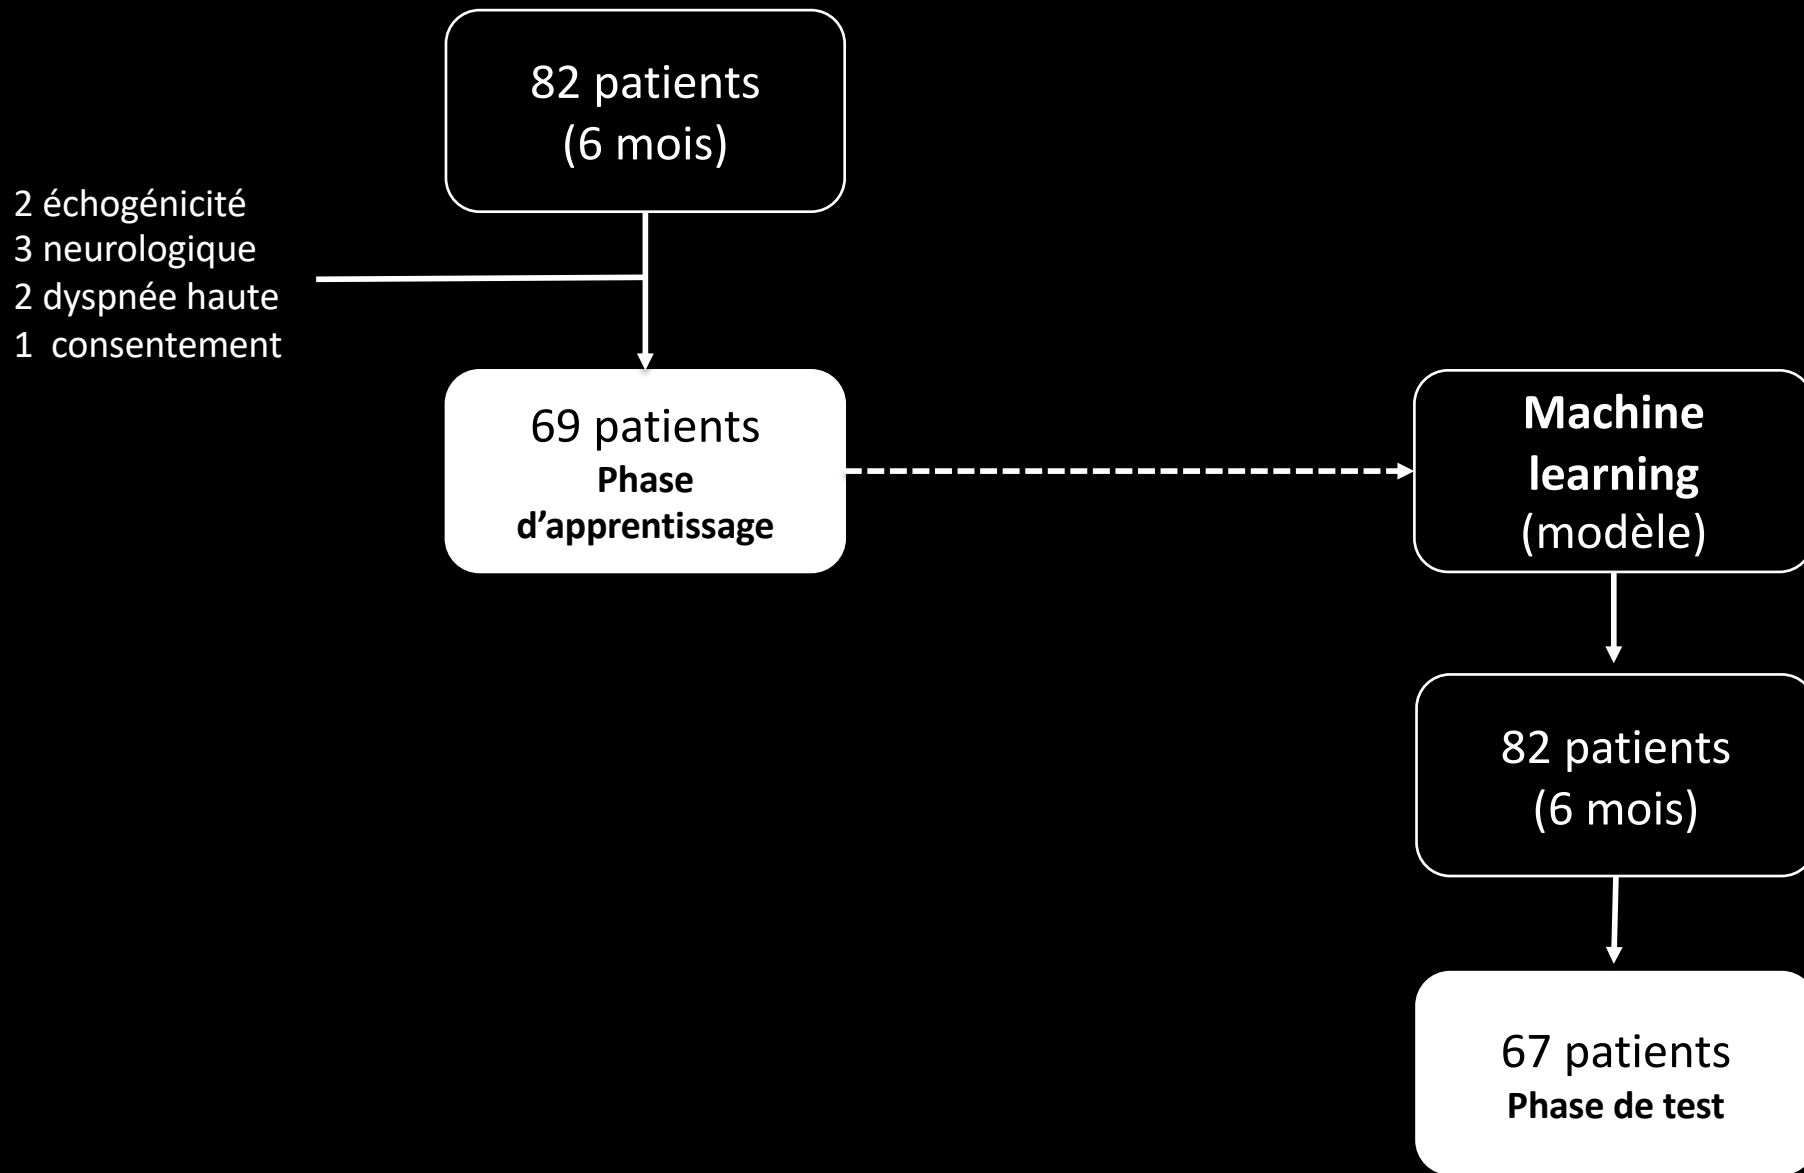 82 patients
(6 mois)
2 échogénicité
3 neurologique
2 dyspnée haute
1 consentement
69 patients
Phase
d’apprentissage
Machine
learning
(modèle)
82 patients
(6 mois)
67 patients
Phase de test